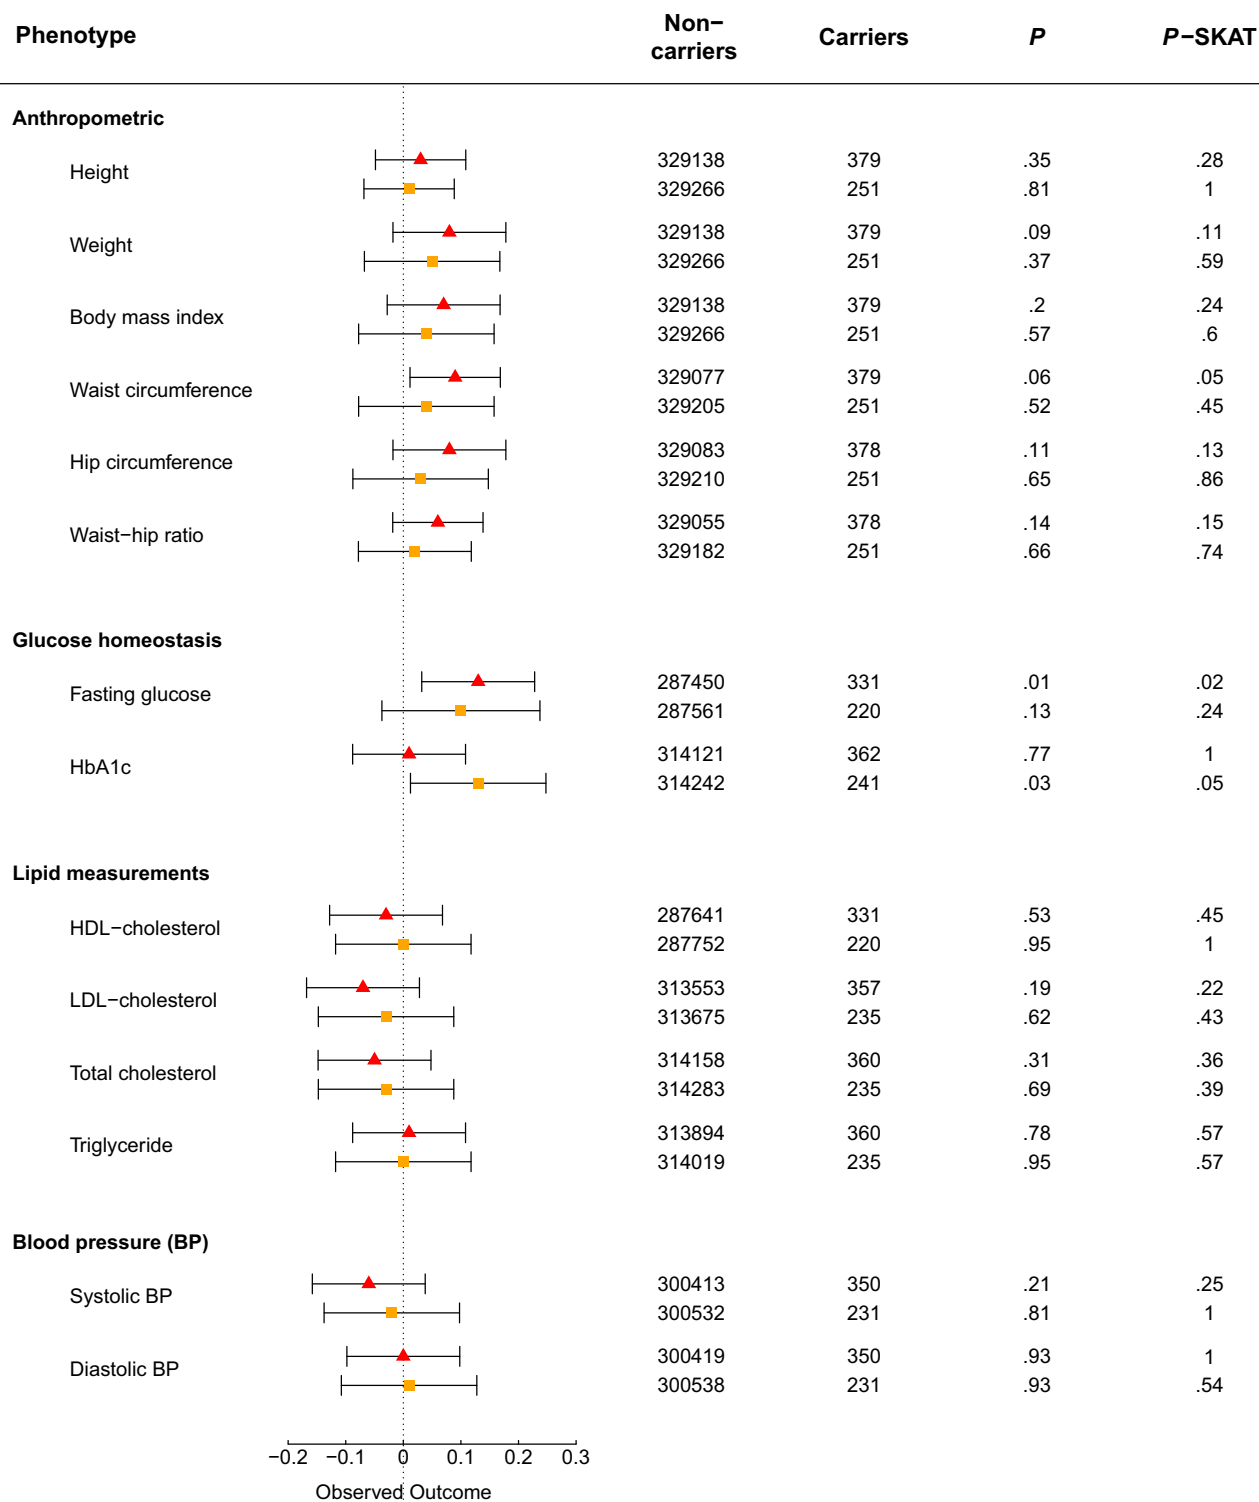 Phenotype Non−carriers Carriers P P−SKAT
Anthropometric
Height 329138 379 .35 .28
329266 251 .81 1
Weight 329138 379 .09 .11
329266 251 .37 .59
Body mass index 329138 379 .2 .24
329266 251 .57 .6
Waist circumference 329077 379 .06 .05
329205 251 .52 .45
Hip circumference 329083 378 .11 .13
329210 251 .65 .86
Waist−hip ratio 329055 378 .14 .15
329182 251 .66 .74
Glucose homeostasis
Fasting glucose 287450 331 .01 .02
287561 220 .13 .24
HbA1c 314121 362 .77 1
314242 241 .03 .05
Lipid measurements
HDL−cholesterol 287641 331 .53 .45
287752 220 .95 1
LDL−cholesterol 313553 357 .19 .22
313675 235 .62 .43
Total cholesterol 314158 360 .31 .36
314283 235 .69 .39
Triglyceride 313894 360 .78 .57
314019 235 .95 .57
Blood pressure (BP)
Systolic BP 300413 350 .21 .25
300532 231 .81 1
Diastolic BP 300419 350 .93 1
300538 231 .93 .54
−0.2 −0.1 0 0.1 0.2 0.3
Observed Outcome